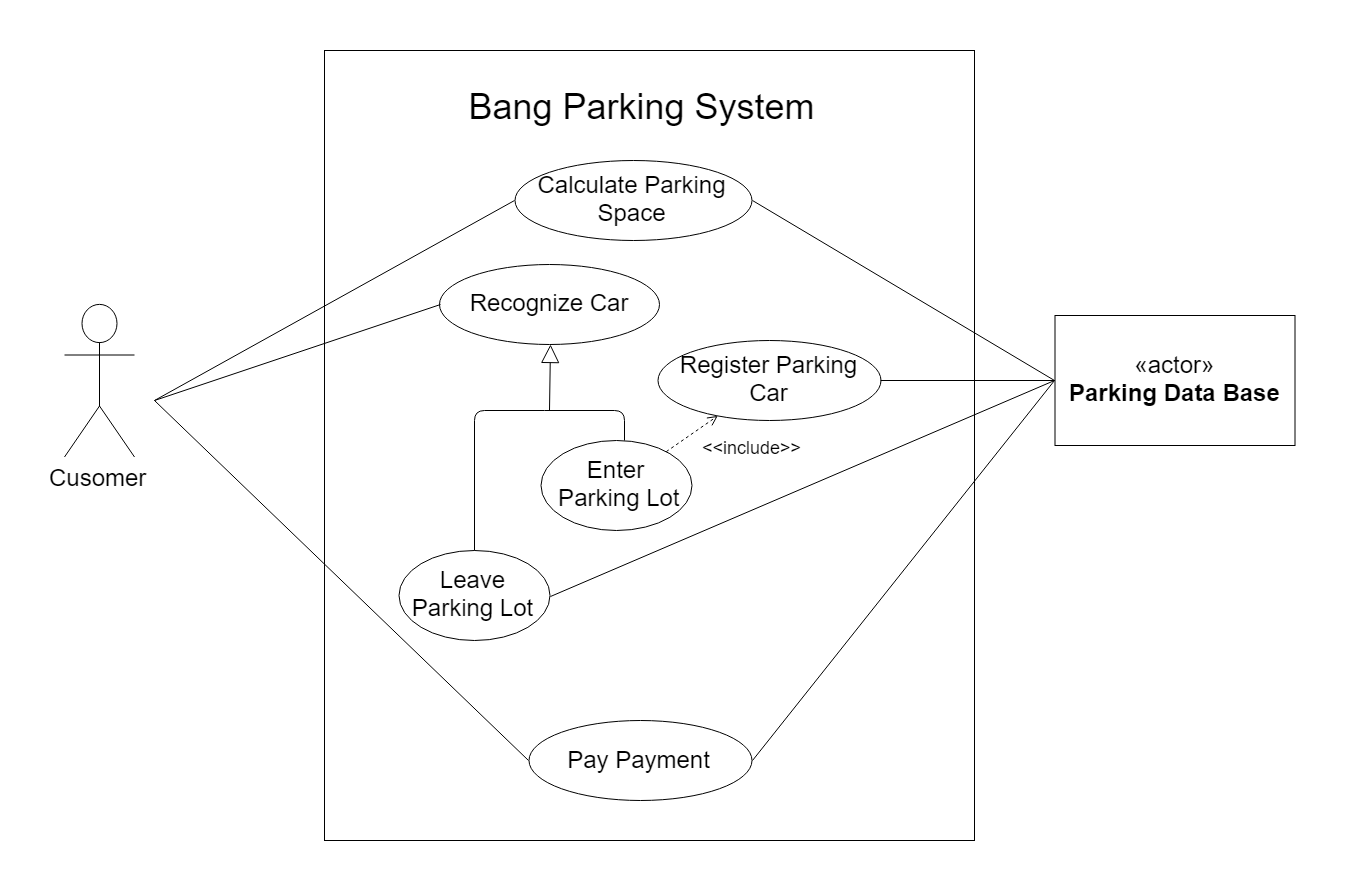 Bang Parking System
Calculate Parking
Space
Recognize Car
Register Parking
Car
«actor»
Parking Data Base
<<include>>
Enter
Parking Lot
Cusomer
Leave
Parking Lot
Pay Payment